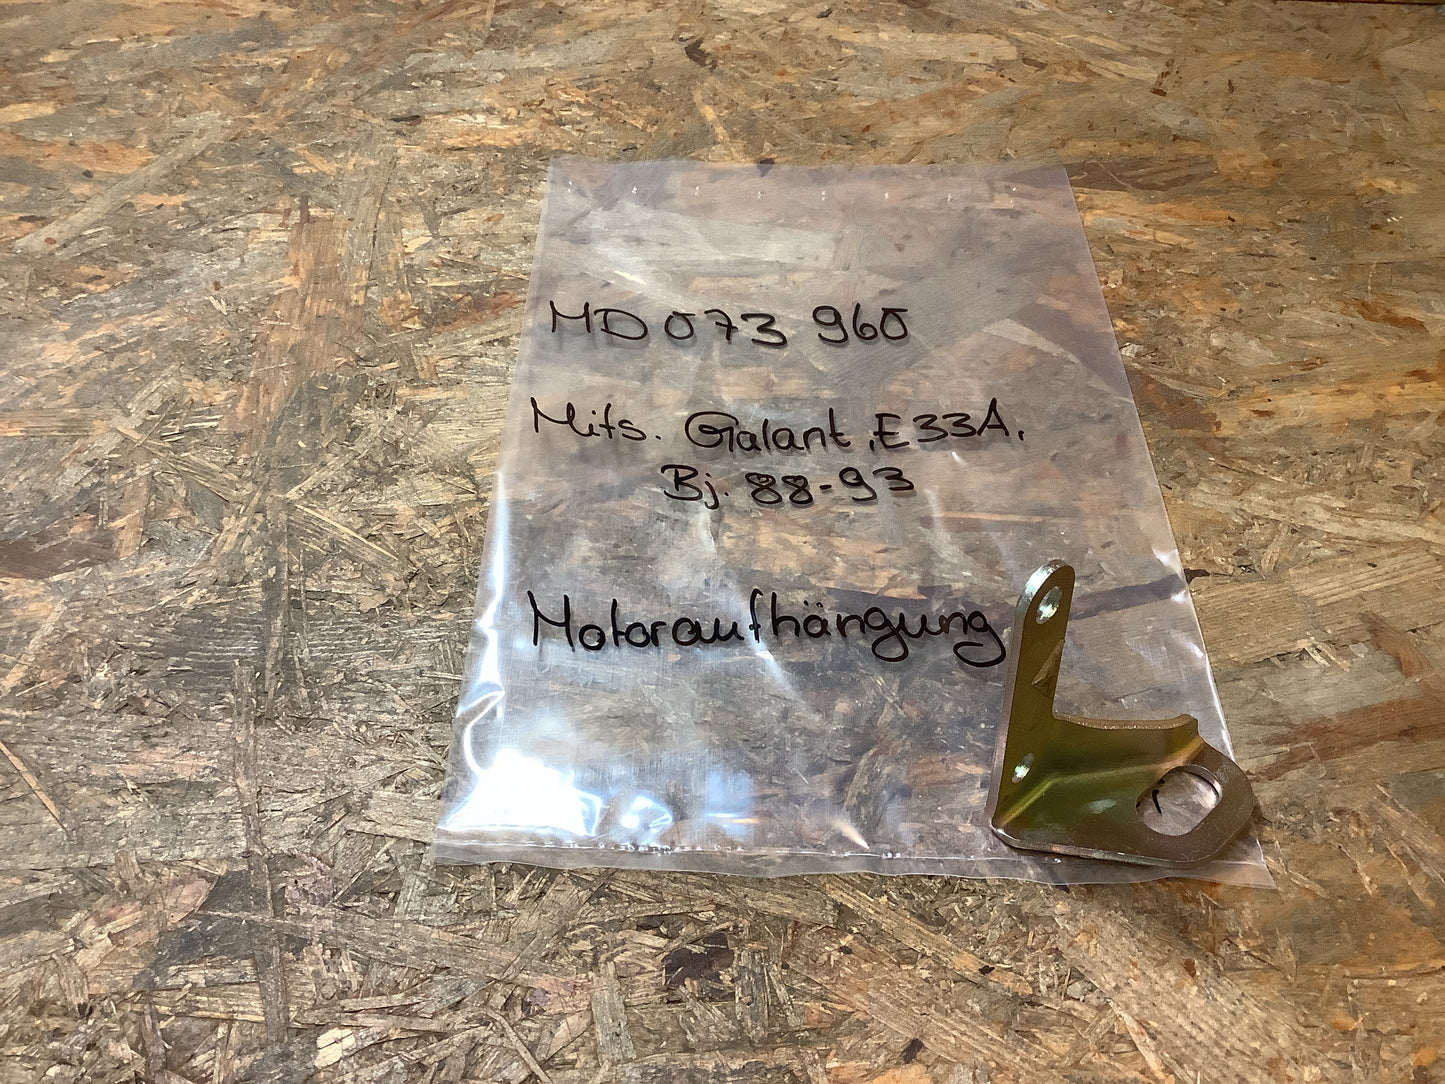 MD 073 960
Mits. Galant, E33A,
Bj. 88-93
Motoraufhängung